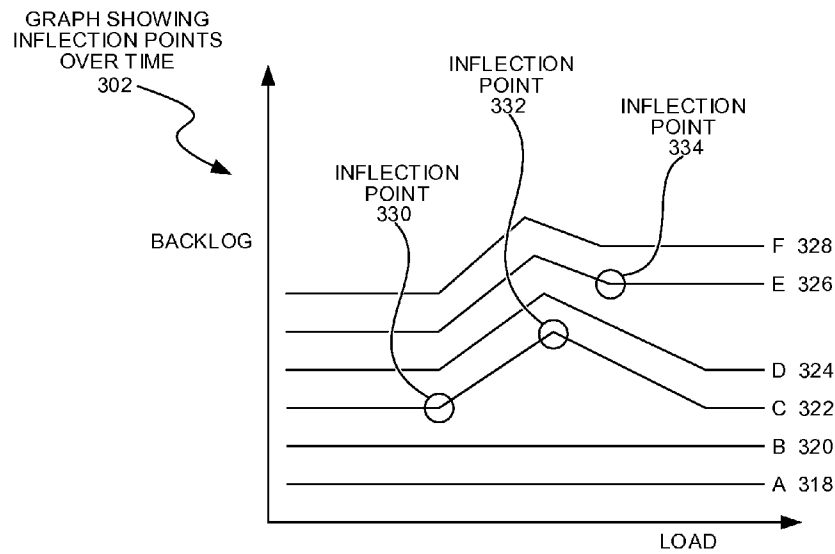 GRAPH SHOWING
INFLECTION POINTS
OVER TIME
302
INFLECTION
POINT
332
INFLECTION
POINT
334
INFLECTION
POINT
330
BACKLOG
F 328
E 326
D 324
C 322
B 320
A 318
LOAD